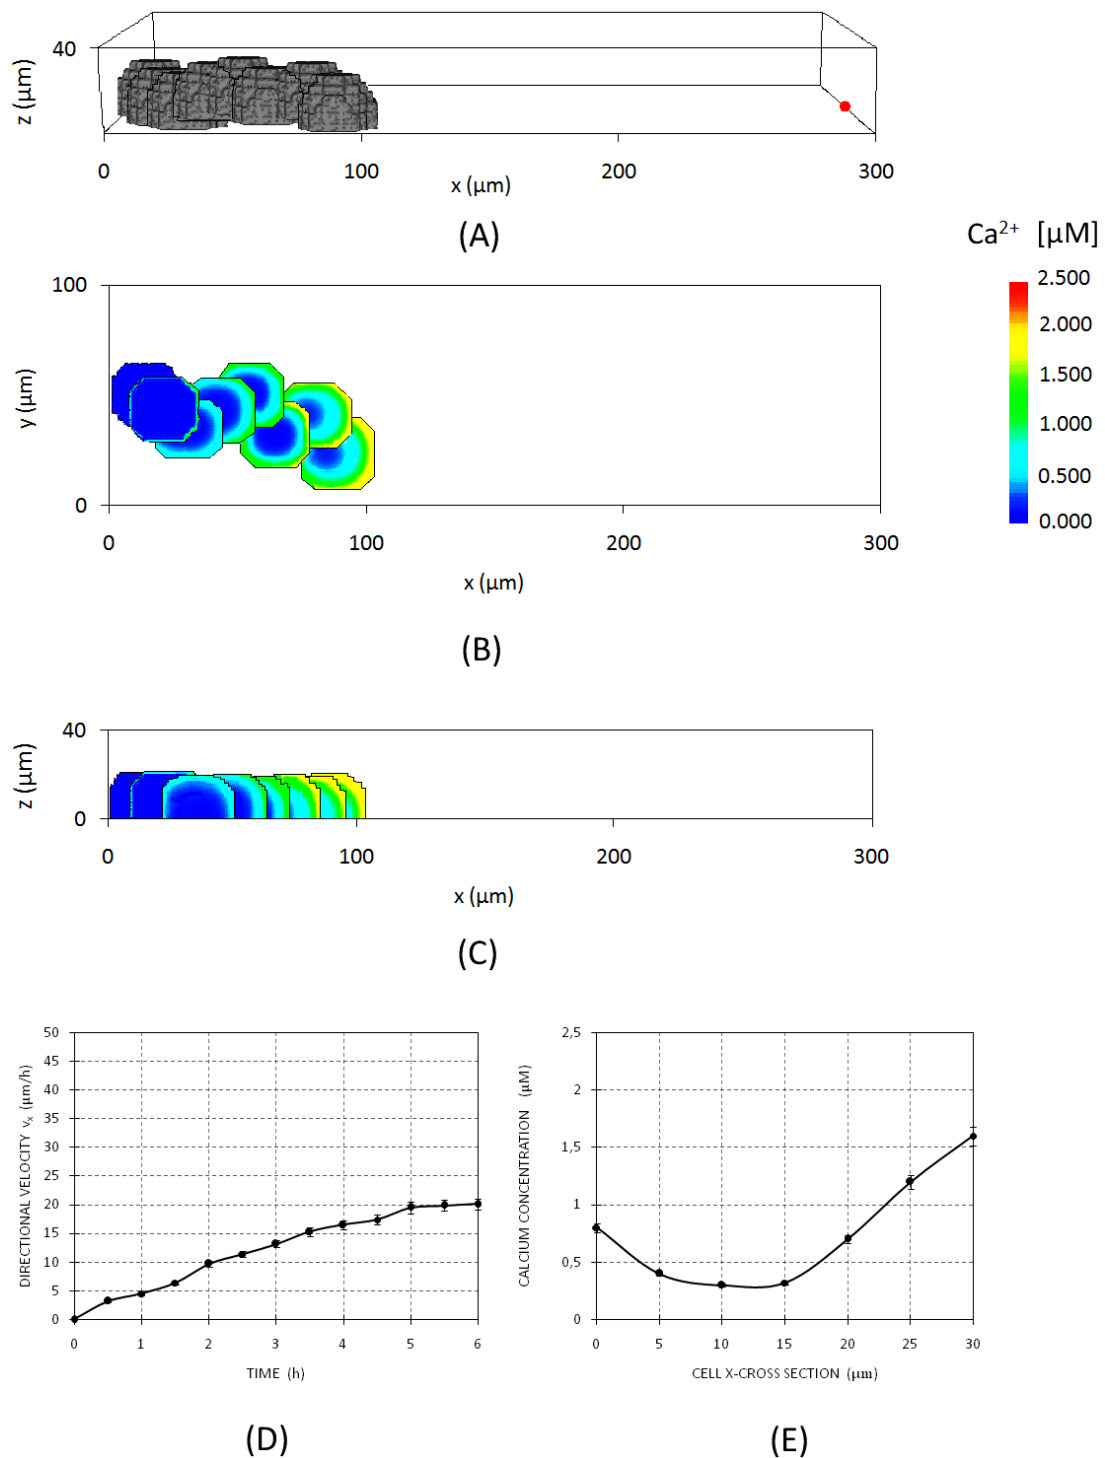 z (µm)
40
0
100
200
300
x (µm)
(A)
Ca²⁺ [µM]
2.500
2.000
1.500
1.000
0.500
0.000
y (µm)
100
0
0
100
200
300
x (µm)
(B)
z (µm)
40
0
0
100
200
300
x (µm)
(C)
DIRECTIONAL VELOCITY vₓ (µm/h)
50
45
40
35
30
25
20
15
10
5
0
0 1 2 3 4 5 6
TIME (h)
(D)
CALCIUM CONCENTRATION (µM)
2,5
2
1,5
1
0,5
0
0 5 10 15 20 25 30
CELL X-CROSS SECTION (µm)
(E)